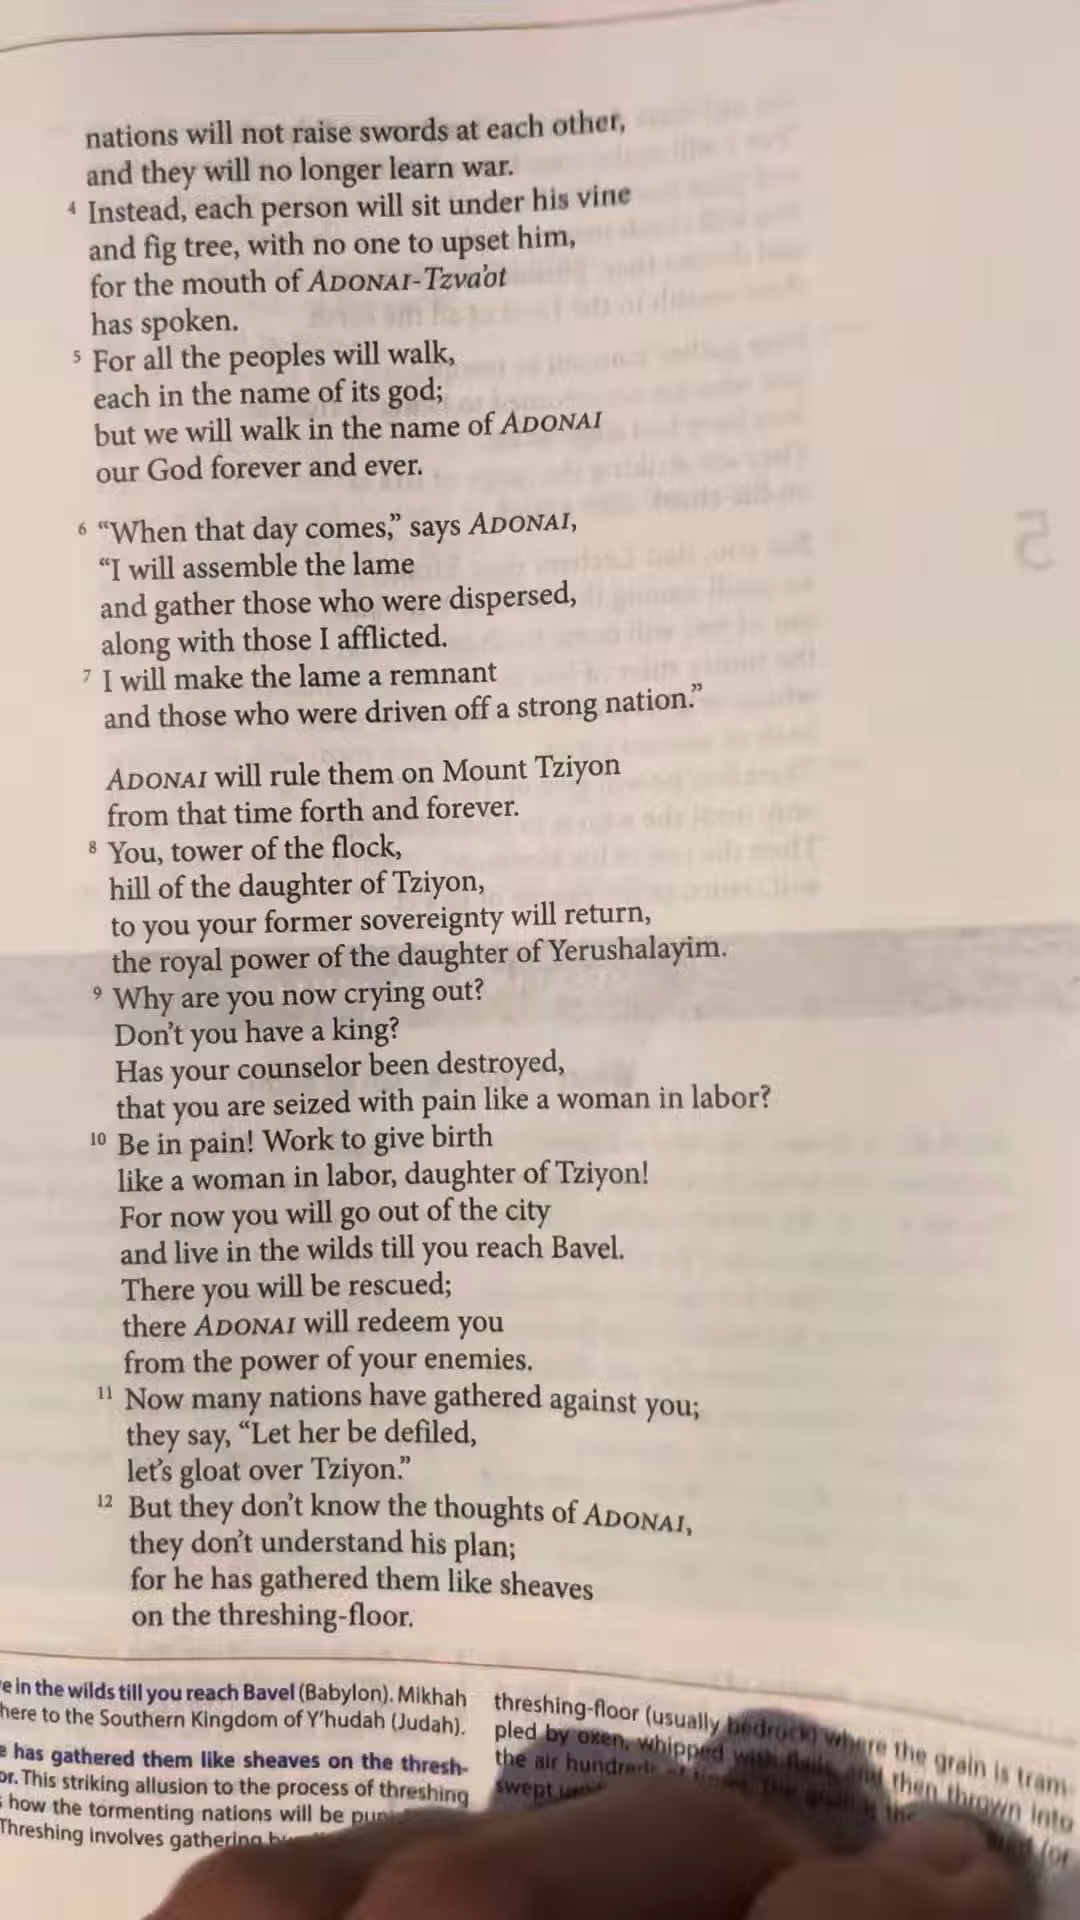 nations will not raise swords at each other,
and they will no longer learn war.
4 Instead, each person will sit under his vine
and fig tree, with no one to upset him,
for the mouth of ADONAI-Tzva'ot
has spoken.
5 For all the peoples will walk,
each in the name of its god;
but we will walk in the name of ADONAI
our God forever and ever.
6 “When that day comes,” says ADONAI,
“I will assemble the lame
and gather those who were dispersed,
along with those I afflicted.
7 I will make the lame a remnant
and those who were driven off a strong nation.”
ADONAI will rule them on Mount Tziyon
from that time forth and forever.
8 You, tower of the flock,
hill of the daughter of Tziyon,
to you your former sovereignty will return,
the royal power of the daughter of Yerushalayim.
9 Why are you now crying out?
Don't you have a king?
Has your counselor been destroyed,
that you are seized with pain like a woman in labor?
10 Be in pain! Work to give birth
like a woman in labor, daughter of Tziyon!
For now you will go out of the city
and live in the wilds till you reach Bavel.
There you will be rescued;
there ADONAI will redeem you
from the power of your enemies.
11 Now many nations have gathered against you;
they say, “Let her be defiled,
let's gloat over Tziyon.”
12 But they don't know the thoughts of ADONAI,
they don't understand his plan;
for he has gathered them like sheaves
on the threshing-floor.
in the wilds till you reach Bavel (Babylon). Mikhah
here to the Southern Kingdom of Y'hudah (Judah).
has gathered them like sheaves on the thresh-
or. This striking allusion to the process of threshing
how the tormenting nations will be
Threshing involves gathering
threshing-floor (usually bedrock) where the grain is tram-
pled by oxen, whipped with flails, and then thrown into
the air hundreds of times. the
swept